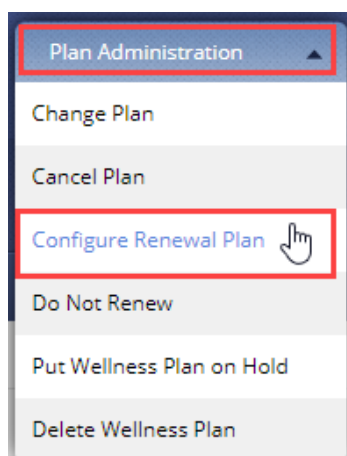 Plan Administration
Change Plan
Cancel Plan
Configure Renewal Plan
Do Not Renew
Put Wellness Plan on Hold
Delete Wellness Plan